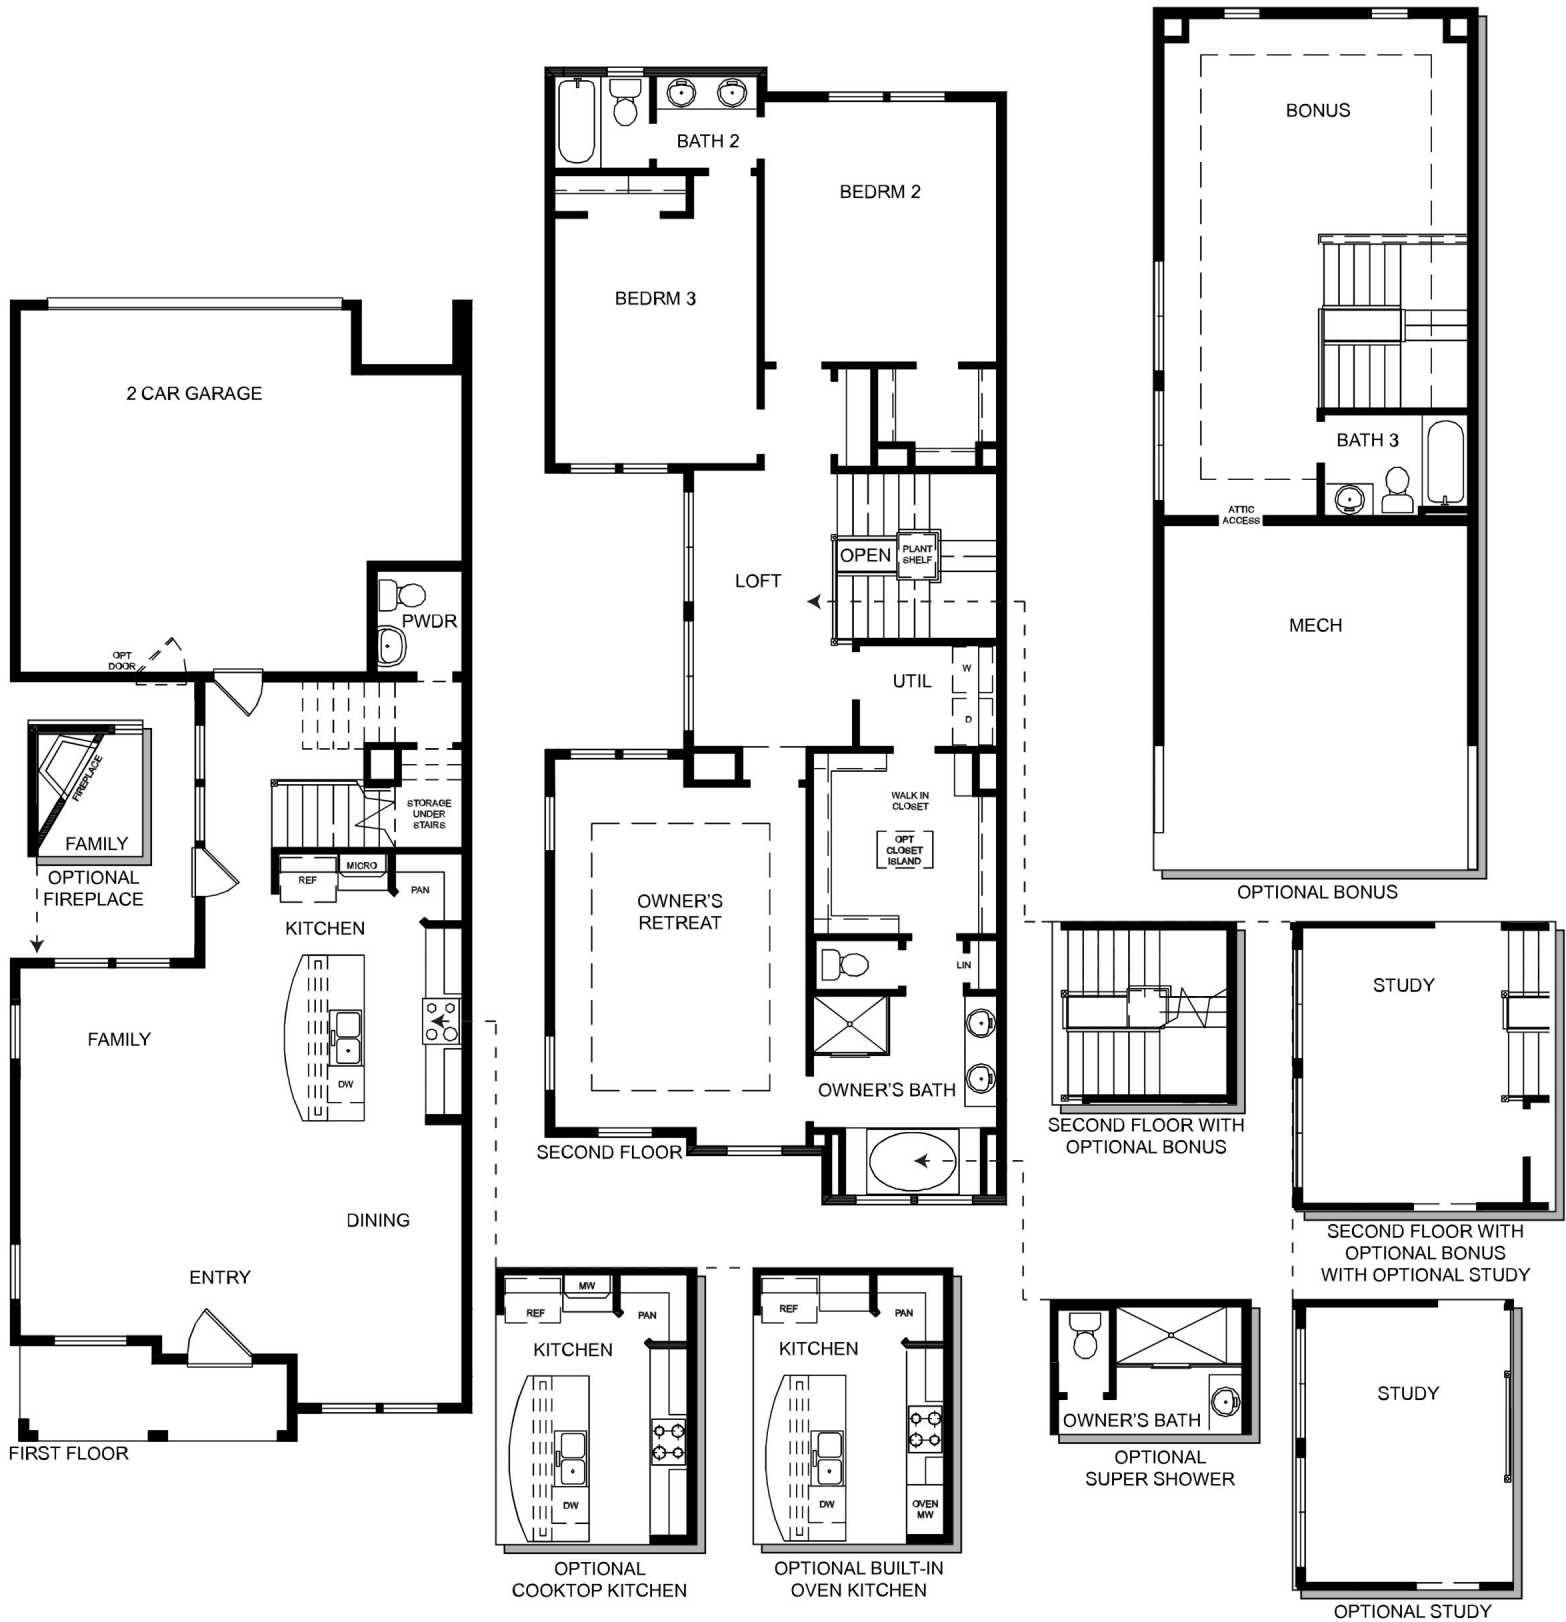 2 CAR GARAGE
PWDR
OPT
DOOR
FIREPLACE
FAMILY
OPTIONAL
FIREPLACE
STORAGE
UNDER
STAIRS
REF
MICRO
PAN
KITCHEN
DW
FAMILY
DINING
ENTRY
FIRST FLOOR
BATH 2
BEDRM 2
BEDRM 3
LOFT
OPEN
PLANT
SHELF
UTIL
W
D
WALK IN
CLOSET
OPT
CLOSET
ISLAND
OWNER'S
RETREAT
LIN
OWNER'S BATH
SECOND FLOOR
BONUS
BATH 3
ATTIC
ACCESS
MECH
OPTIONAL BONUS
SECOND FLOOR WITH
OPTIONAL BONUS
STUDY
SECOND FLOOR WITH
OPTIONAL BONUS
WITH OPTIONAL STUDY
REF
MW
PAN
KITCHEN
DW
OPTIONAL
COOKTOP KITCHEN
REF
PAN
KITCHEN
DW
OVEN
MW
OPTIONAL BUILT-IN
OVEN KITCHEN
OWNER'S BATH
OPTIONAL
SUPER SHOWER
STUDY
OPTIONAL STUDY